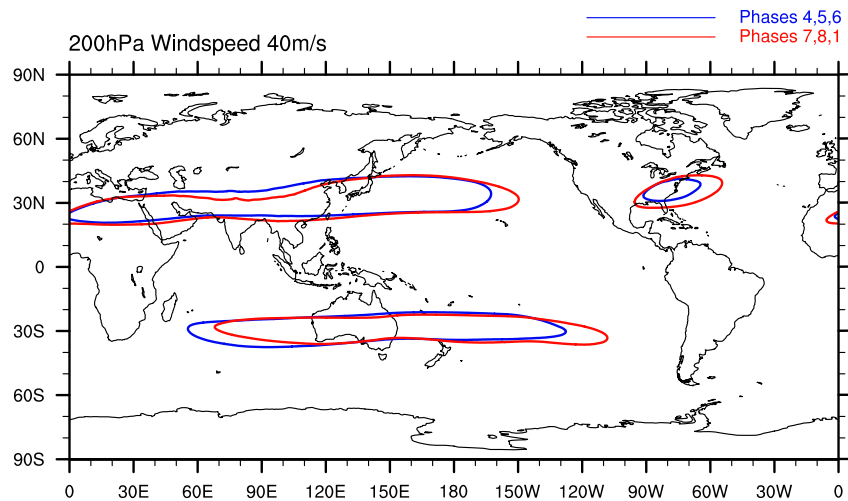 Phases 4,5,6
Phases 7,8,1
200hPa Windspeed 40m/s
90N
60N
30N
0
30S
60S
90S
0 30E 60E 90E 120E 150E 180 150W 120W 90W 60W 30W 0